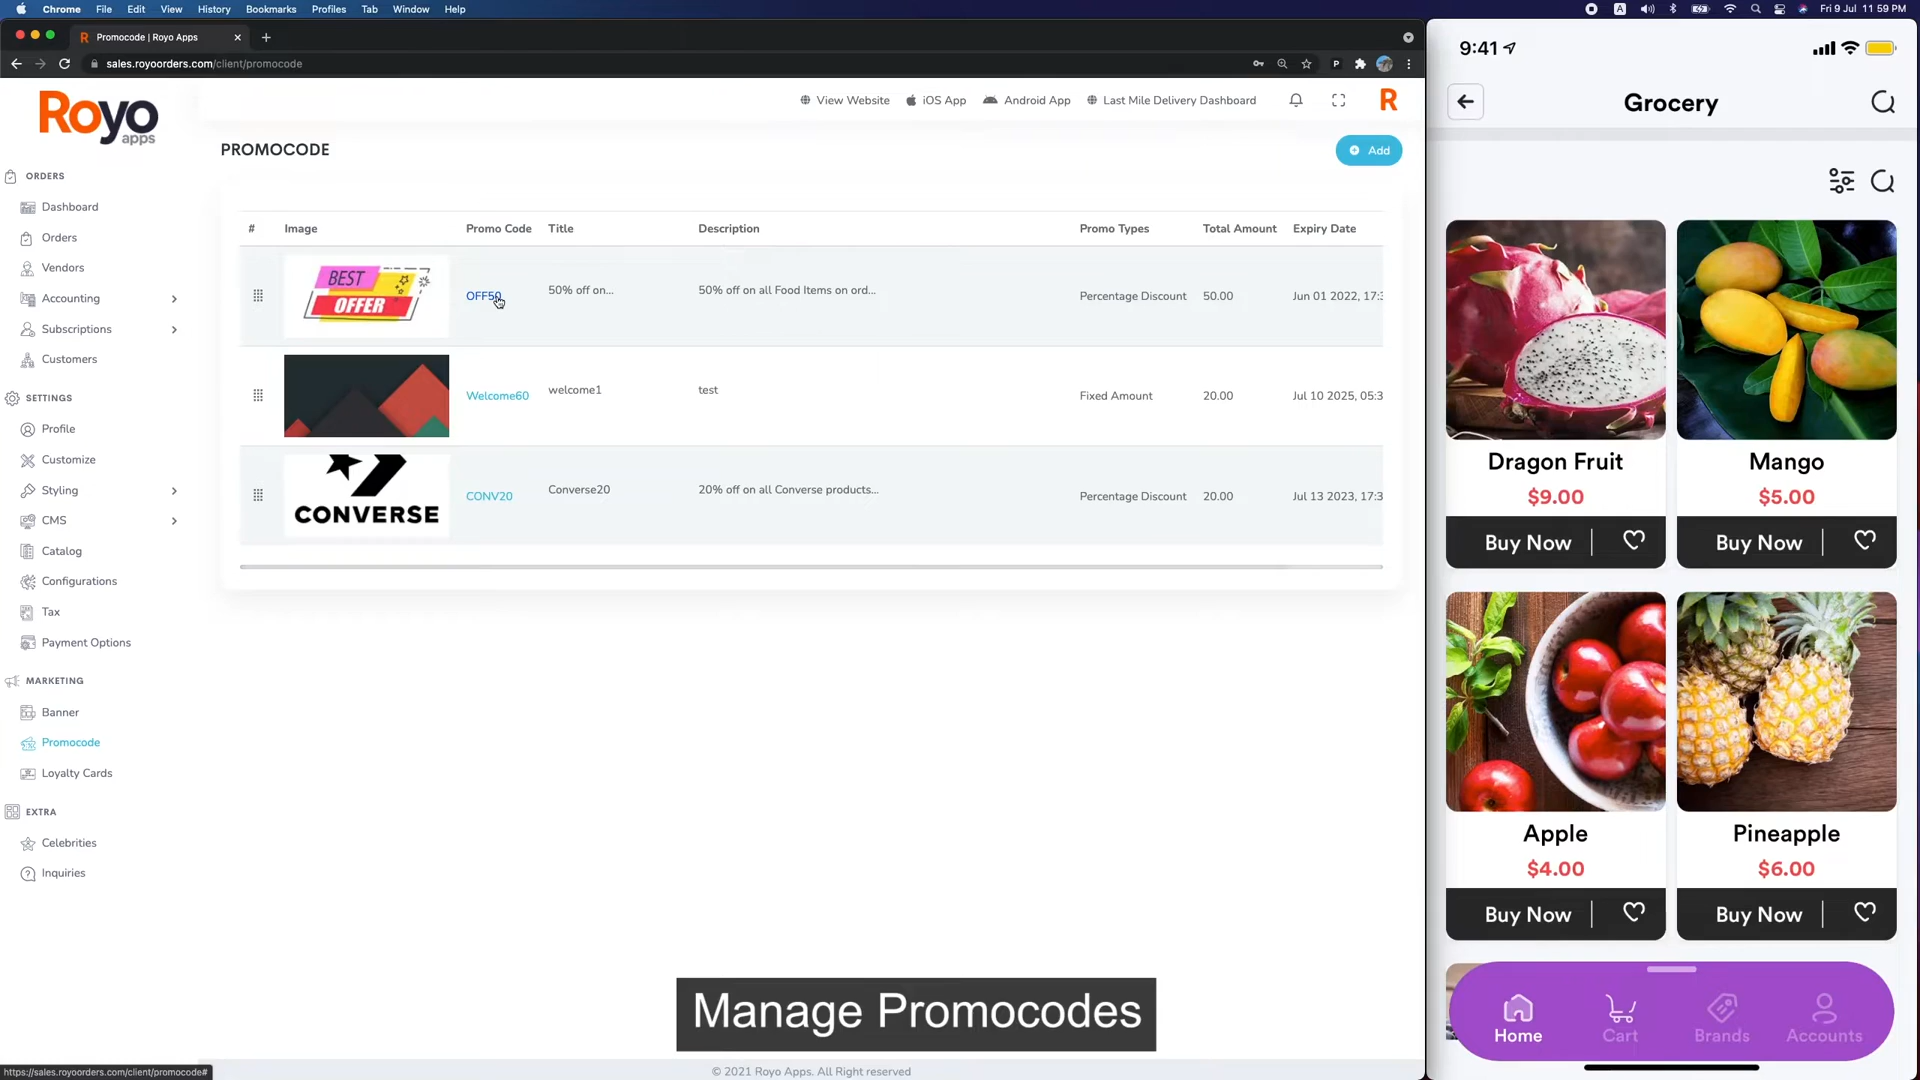 Chrome File Edit View History Bookmarks Profiles Tab Window Help
A Fri 9 Jul 11:59 PM
R Promocode | Royo Apps
sales.royoorders.com/client/promocode
P
Royo
apps
View Website iOS App Android App Last Mile Delivery Dashboard R
PROMOCODE
Add
ORDERS
Dashboard
Orders
Vendors
Accounting
Subscriptions
Customers
SETTINGS
Profile
Customize
Styling
CMS
Catalog
Configurations
Tax
Payment Options
MARKETING
Banner
Promocode
Loyalty Cards
EXTRA
Celebrities
Inquiries
# Image Promo Code Title Description Promo Types Total Amount Expiry Date
BEST
OFFER
OFF50 50% off on... 50% off on all Food Items on ord... Percentage Discount 50.00 Jun 01 2022, 17:3
Welcome60 welcome1 test Fixed Amount 20.00 Jul 10 2025, 05:3
CONVERSE
CONV20 Converse20 20% off on all Converse products... Percentage Discount 20.00 Jul 13 2023, 17:3
Manage Promocodes
© 2021 Royo Apps. All Right reserved
https://sales.royoorders.com/client/promocode#
9:41
Grocery
Dragon Fruit
$9.00
Buy Now
Mango
$5.00
Buy Now
Apple
$4.00
Buy Now
Pineapple
$6.00
Buy Now
Home Cart Brands Accounts